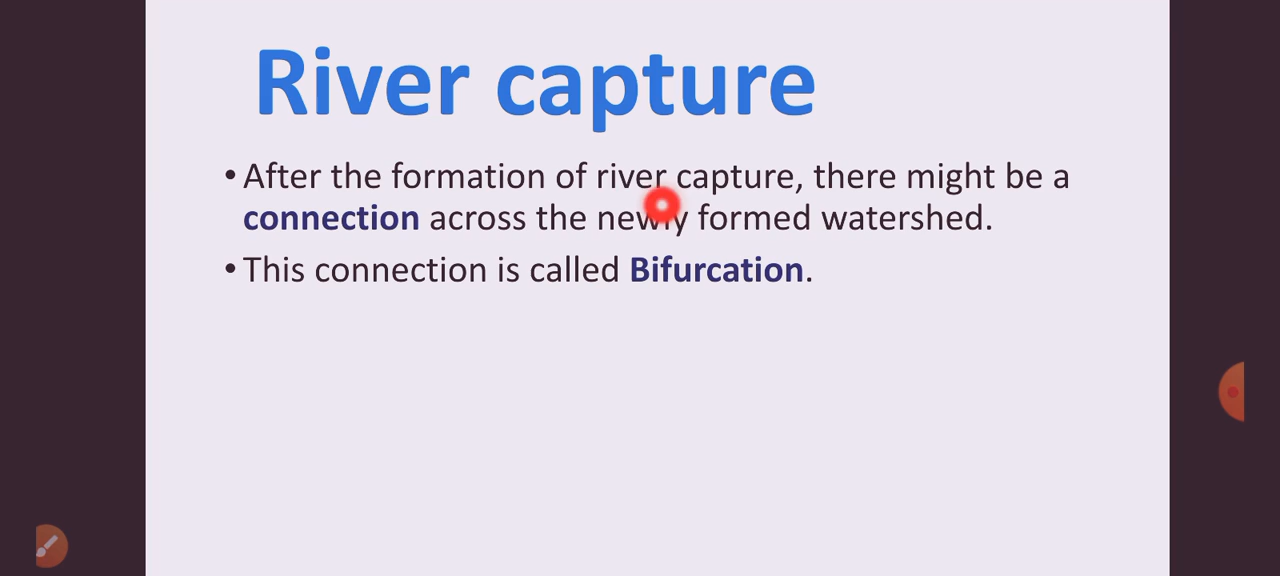 River capture
• After the formation of river capture, there might be a
connection across the newly formed watershed.
• This connection is called Bifurcation.